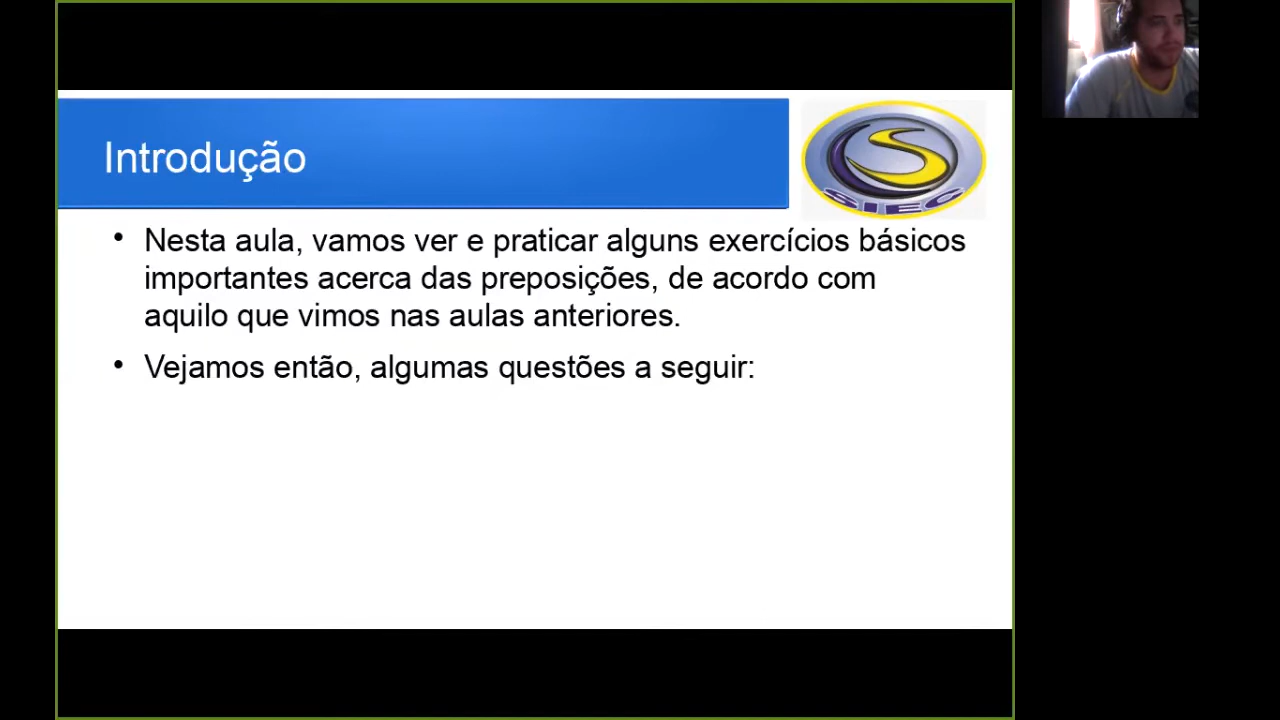 Introdução
SIEC
Nesta aula, vamos ver e praticar alguns exercícios básicos
importantes acerca das preposições, de acordo com
aquilo que vimos nas aulas anteriores.
Vejamos então, algumas questões a seguir: